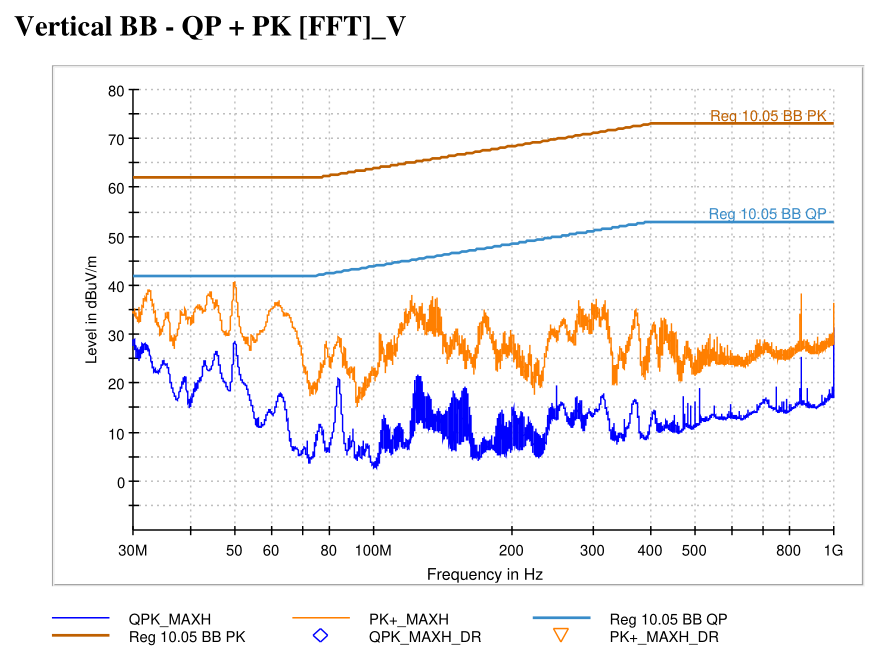 Vertical BB - QP + PK [FFT]_V
80
Reg 10.05 BB PK
70
60
Reg 10.05 BB QP
50
40
Level in dBuV/m
30
20
10
0
30M 50 60 80 100M 200 300 400 500 800 1G
Frequency in Hz
QPK_MAXH PK+_MAXH Reg 10.05 BB QP
Reg 10.05 BB PK QPK_MAXH_DR PK+_MAXH_DR